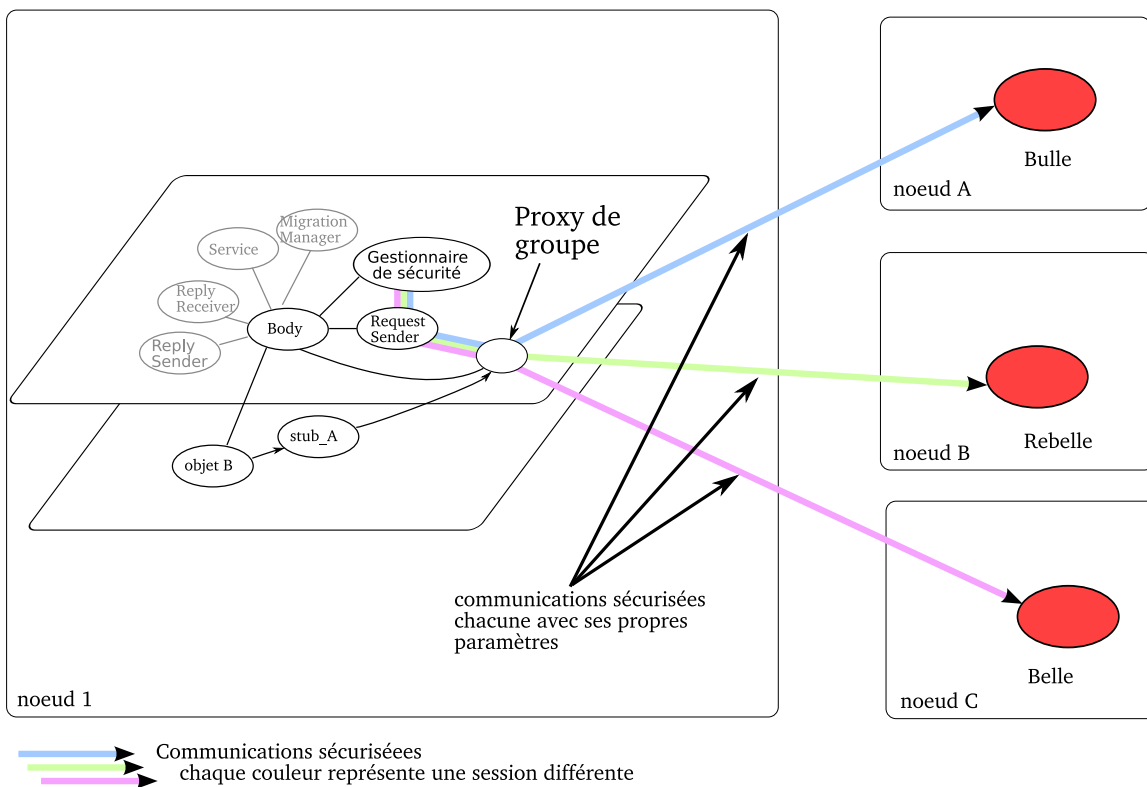 Bulle
noeud A
Proxy de
groupe
Migration
Manager
Service
Gestionnaire
de sécurité
Reply
Receiver
Body
Request
Sender
Reply
Sender
stub_A
objet B
Rebelle
noeud B
communications sécurisées
chacune avec ses propres
paramètres
Belle
noeud C
noeud 1
Communications sécuriséees
chaque couleur représente une session différente